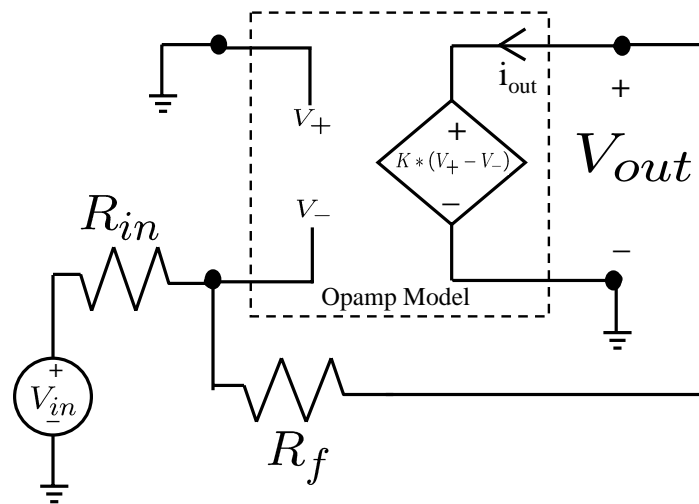 V₊
i_out
+
K * (V₊ − V₋)
+
−
V_out
−
V₋
R_in
Opamp Model
+
V_in
−
R_f